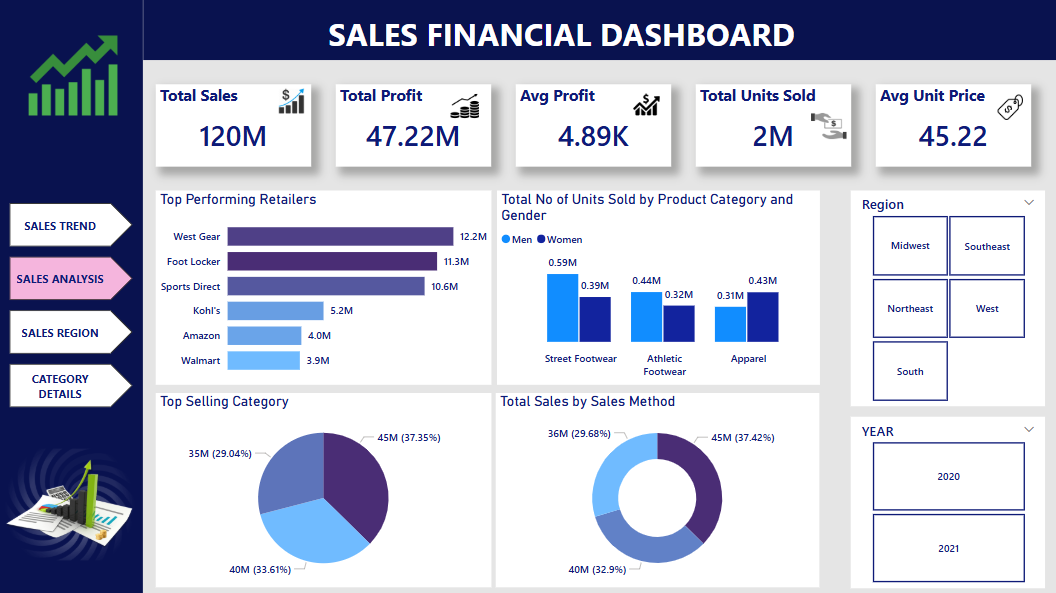 SALES FINANCIAL DASHBOARD
Total Sales
120M
Total Profit
47.22M
Avg Profit
4.89K
Total Units Sold
2M
Avg Unit Price
45.22
SALES TREND
SALES ANALYSIS
SALES REGION
CATEGORY
DETAILS
Top Performing Retailers
West Gear 12.2M
Foot Locker 11.3M
Sports Direct 10.6M
Kohl's 5.2M
Amazon 4.0M
Walmart 3.9M
Total No of Units Sold by Product Category and
Gender
Men Women
0.59M 0.39M 0.44M 0.32M 0.31M 0.43M
Street Footwear
Athletic
Footwear
Apparel
Region
Midwest
Southeast
Northeast
West
South
Top Selling Category
45M (37.35%)
35M (29.04%)
40M (33.61%)
Total Sales by Sales Method
36M (29.68%)
45M (37.42%)
40M (32.9%)
YEAR
2020
2021